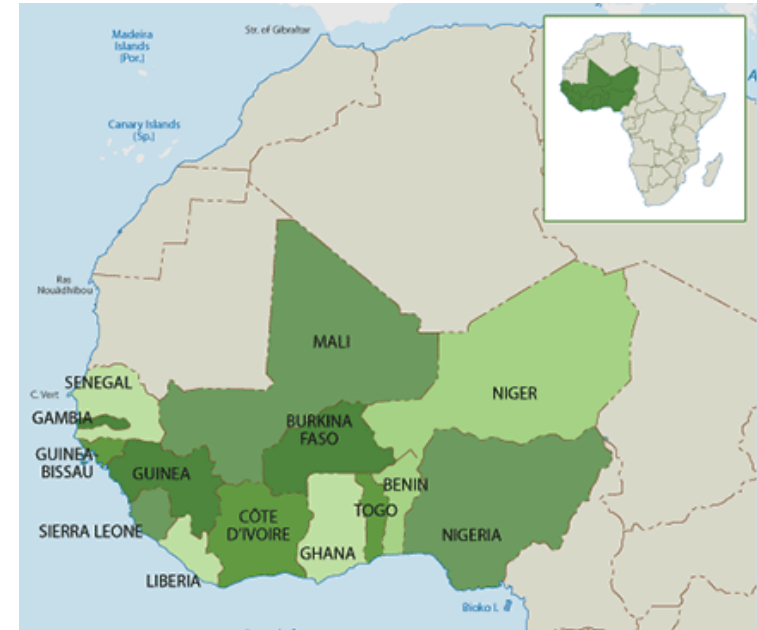 Madeira
Islands
(Por.)
Str. of Gibraltar
Canary Islands
(Sp.)
Ras
Nouâdhibou
MALI
SENEGAL
NIGER
C. Vert
GAMBIA
BURKINA
FASO
GUINEA-
BISSAU
GUINEA
BENIN
TOGO
CÔTE
D'IVOIRE
SIERRA LEONE
NIGERIA
GHANA
LIBERIA
Bioko I.